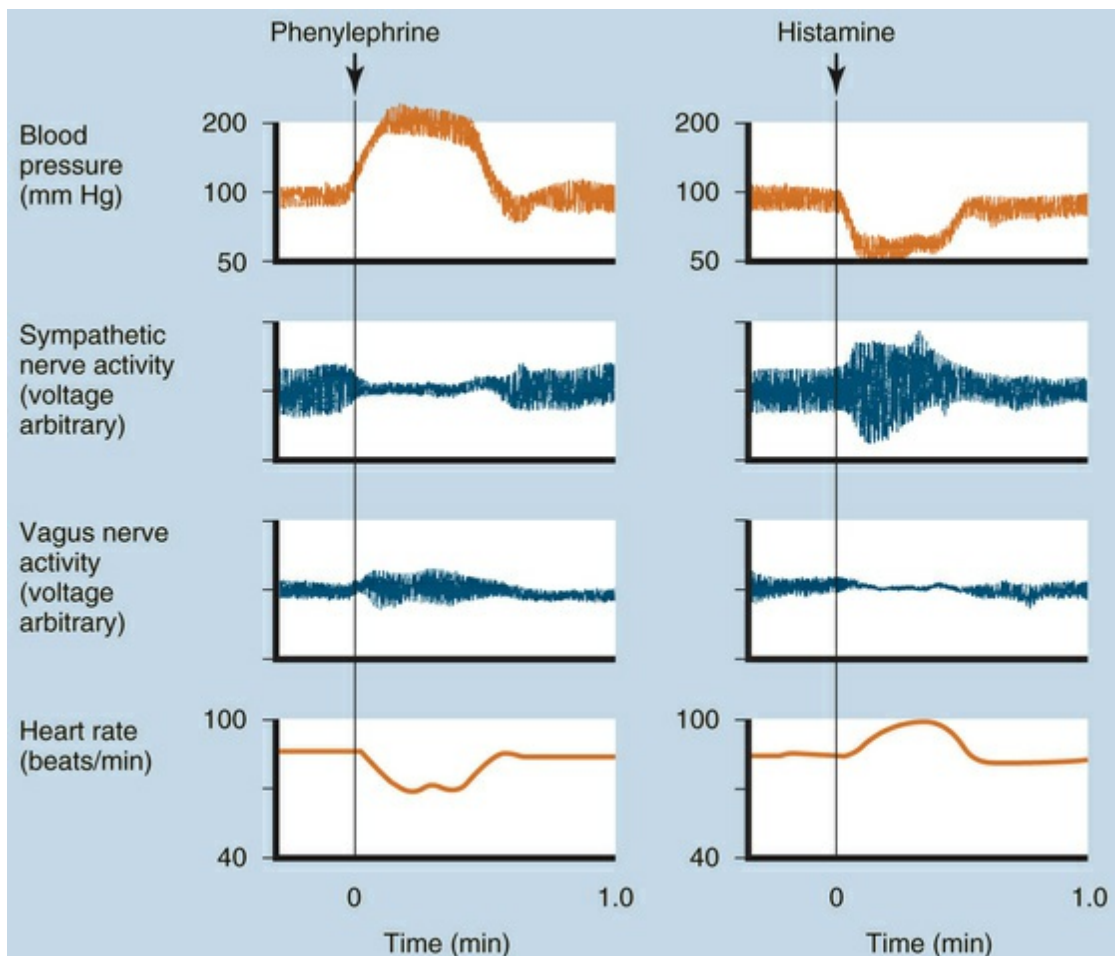 Phenylephrine
Histamine
Blood
pressure
(mm Hg)
200
100
50
200
100
50
Sympathetic
nerve activity
(voltage
arbitrary)
Vagus nerve
activity
(voltage
arbitrary)
Heart rate
(beats/min)
100
40
100
40
0
1.0
0
1.0
Time (min)
Time (min)